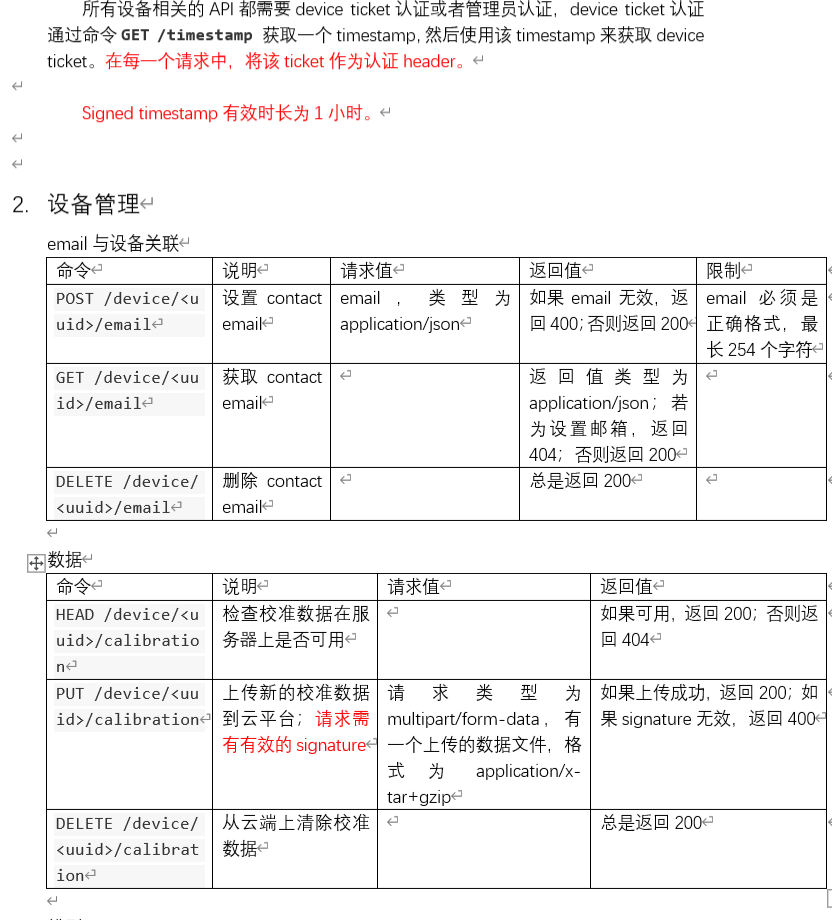 所有设备相关的 API 都需要 device ticket 认证或者管理员认证，device ticket 认证
通过命令 GET /timestamp 获取一个 timestamp, 然后使用该 timestamp 来获取 device
ticket。在每一个请求中，将该 ticket 作为认证 header。
Signed timestamp 有效时长为 1 小时。
2. 设备管理
email 与设备关联
命令 说明 请求值 返回值 限制
POST /device/<u
uid>/email
设置 contact
email
email ， 类 型 为
application/json
如果 email 无效，返
回 400；否则返回 200
email 必须是
正确格式，最
长 254 个字符
GET /device/<uu
id>/email
获取 contact
email
返回值类型为
application/json；若
为设置邮箱，返回
404；否则返回 200
DELETE /device/
<uuid>/email
删除 contact
email
总是返回 200
数据
命令 说明 请求值 返回值
HEAD /device/<u
uid>/calibratio
n
检查校准数据在服
务器上是否可用
如果可用，返回 200；否则返
回 404
PUT /device/<uu
id>/calibration
上传新的校准数据
到云平台；请求需
有有效的 signature
请求类型为
multipart/form-data，有
一个上传的数据文件，格
式为 application/x-
tar+gzip
如果上传成功，返回 200；如
果 signature 无效，返回 400
DELETE /device/
<uuid>/calibrat
ion
从云端上清除校准
数据
总是返回 200